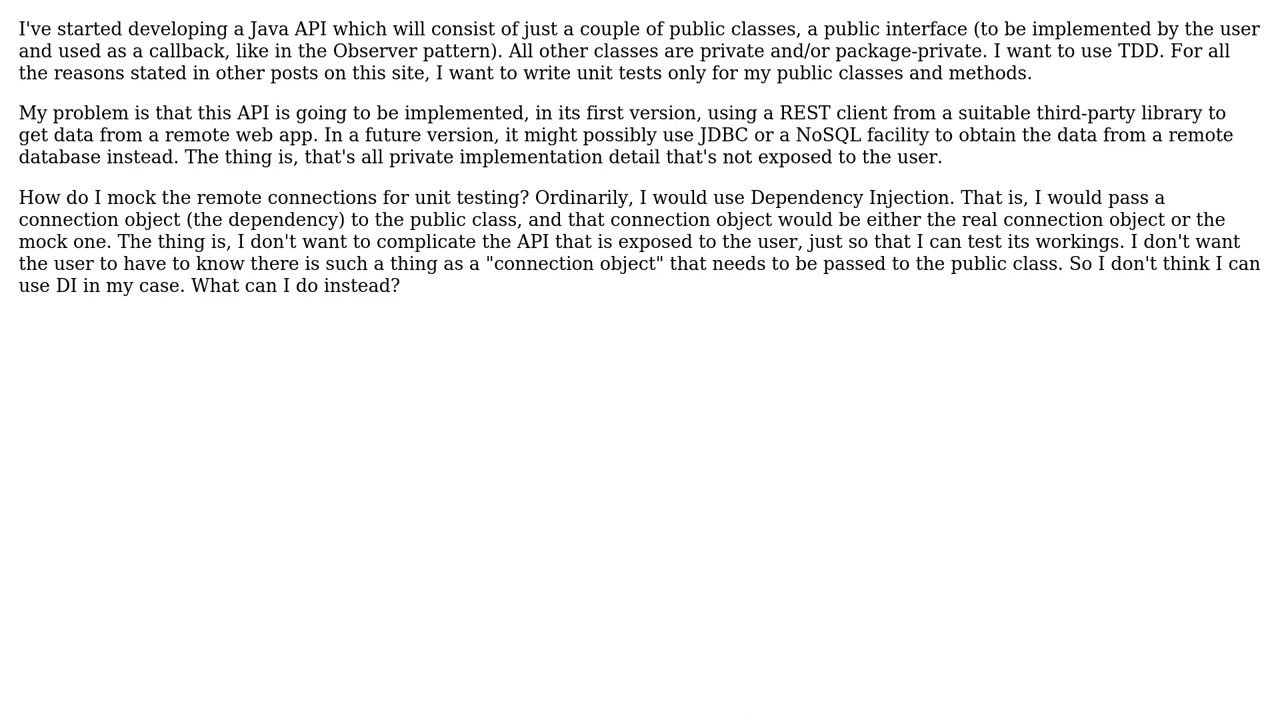 I've started developing a Java API which will consist of just a couple of public classes, a public interface (to be implemented by the user
and used as a callback, like in the Observer pattern). All other classes are private and/or package-private. I want to use TDD. For all
the reasons stated in other posts on this site, I want to write unit tests only for my public classes and methods.
My problem is that this API is going to be implemented, in its first version, using a REST client from a suitable third-party library to
get data from a remote web app. In a future version, it might possibly use JDBC or a NoSQL facility to obtain the data from a remote
database instead. The thing is, that's all private implementation detail that's not exposed to the user.
How do I mock the remote connections for unit testing? Ordinarily, I would use Dependency Injection. That is, I would pass a
connection object (the dependency) to the public class, and that connection object would be either the real connection object or the
mock one. The thing is, I don't want to complicate the API that is exposed to the user, just so that I can test its workings. I don't want
the user to have to know there is such a thing as a "connection object" that needs to be passed to the public class. So I don't think I can
use DI in my case. What can I do instead?